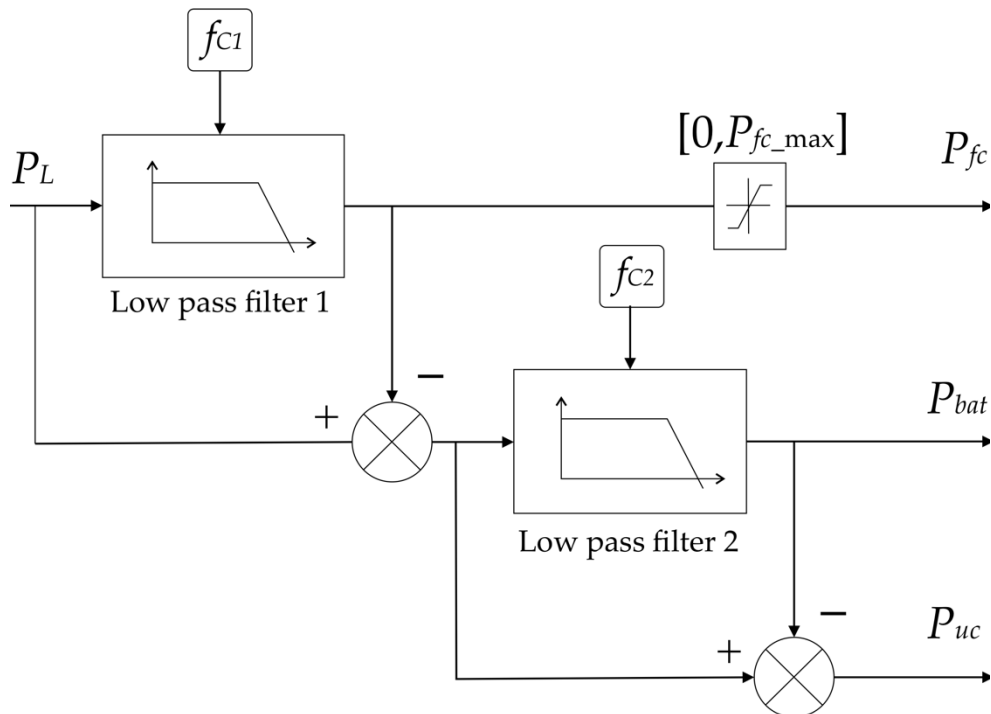 fC1
[0,Pfc_max]
PL
Pfc
Low pass filter 1
fC2
−
+
Pbat
Low pass filter 2
−
+
Puc